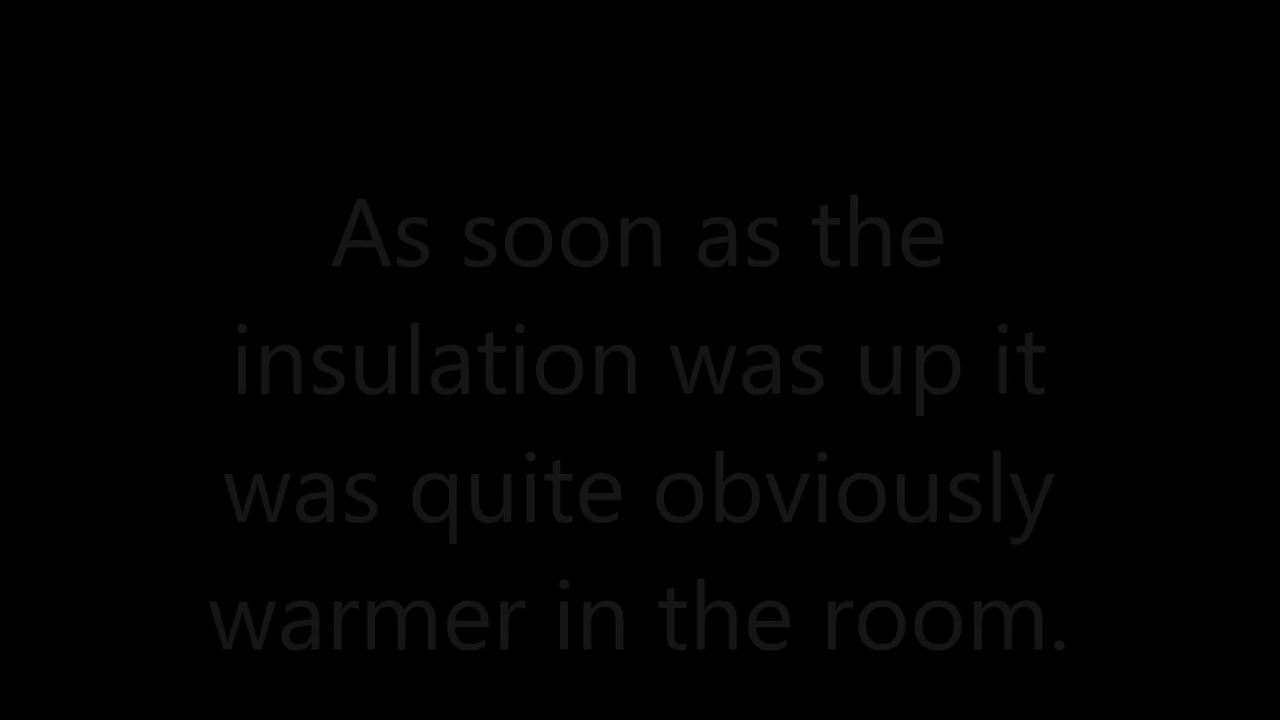 As soon as the
insulation was up it
was quite obviously
warmer in the room.